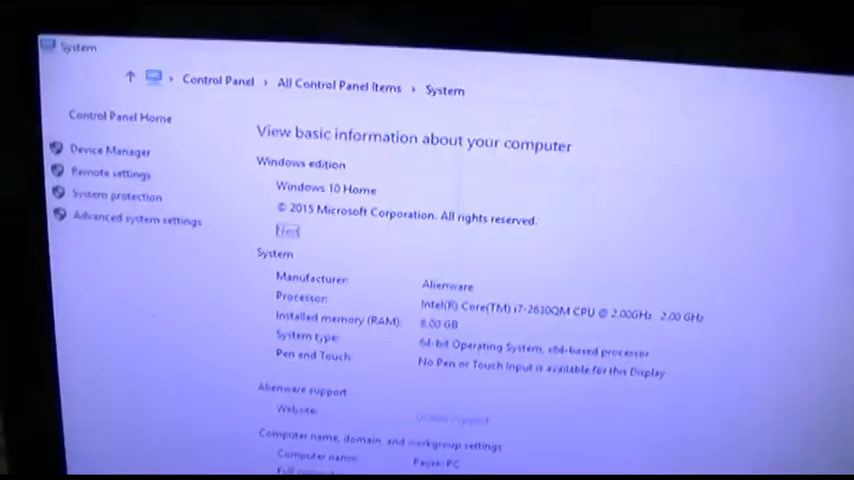 System
↑ › Control Panel › All Control Panel Items › System
Control Panel Home
Device Manager
Remote settings
System protection
Advanced system settings
View basic information about your computer
Windows edition
Windows 10 Home
© 2015 Microsoft Corporation. All rights reserved.
System
Manufacturer: Alienware
Processor: Intel(R) Core(TM) i7-2630QM CPU @ 2.00GHz 2.00 GHz
Installed memory (RAM): 8.00 GB
System type: 64-bit Operating System, x64-based processor
Pen and Touch: No Pen or Touch Input is available for this Display
Alienware support
Website: Online support
Computer name, domain, and workgroup settings
Computer name: